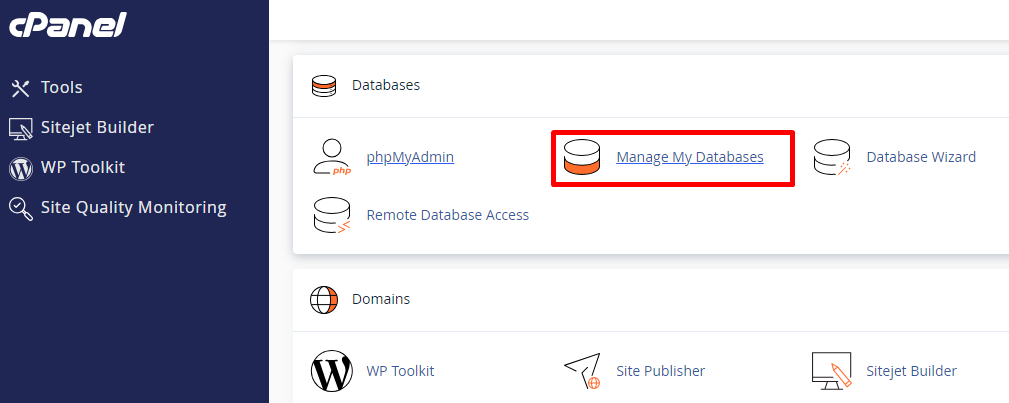 cPanel
Tools
Sitejet Builder
WP Toolkit
Site Quality Monitoring
Databases
php
phpMyAdmin
Manage My Databases
Database Wizard
Remote Database Access
Domains
WP Toolkit
Site Publisher
Sitejet Builder